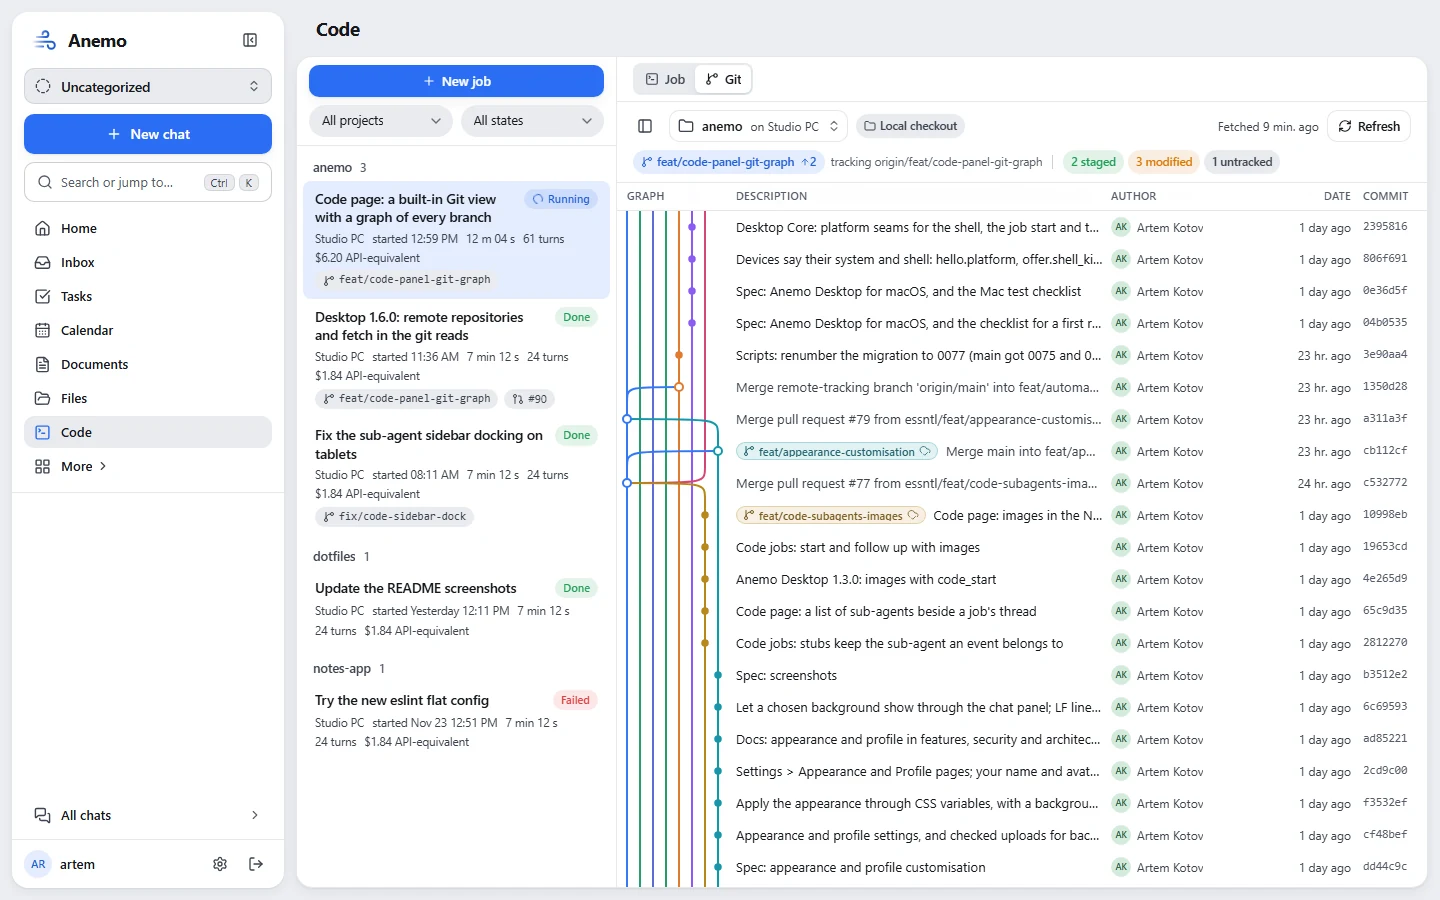 Anemo
Uncategorized
New chat
Search or jump to...
Ctrl K
Home
Inbox
Tasks
Calendar
Documents
Files
Code
More
All chats
AR artem
Code
New job
All projects
All states
anemo 3
Code page: a built-in Git view
with a graph of every branch
Running
Studio PC started 12:59 PM 12 m 04 s 61 turns
$6.20 API-equivalent
feat/code-panel-git-graph
Desktop 1.6.0: remote repositories
and fetch in the git reads
Done
Studio PC started 11:36 AM 7 min 12 s 24 turns
$1.84 API-equivalent
feat/code-panel-git-graph #90
Fix the sub-agent sidebar docking on
tablets
Done
Studio PC started 08:11 AM 7 min 12 s 24 turns
$1.84 API-equivalent
fix/code-sidebar-dock
dotfiles 1
Update the README screenshots
Done
Studio PC started Yesterday 12:11 PM 7 min 12 s
24 turns $1.84 API-equivalent
notes-app 1
Try the new eslint flat config
Failed
Studio PC started Nov 23 12:51 PM 7 min 12 s
24 turns $1.84 API-equivalent
Job Git
anemo on Studio PC
Local checkout
Fetched 9 min. ago
Refresh
feat/code-panel-git-graph ↑2 tracking origin/feat/code-panel-git-graph 2 staged 3 modified 1 untracked
GRAPH DESCRIPTION AUTHOR DATE COMMIT
Desktop Core: platform seams for the shell, the job start and t... AK Artem Kotov 1 day ago 2395816
Devices say their system and shell: hello.platform, offer.shell_ki... AK Artem Kotov 1 day ago 806f691
Spec: Anemo Desktop for macOS, and the Mac test checklist AK Artem Kotov 1 day ago 0e36d5f
Spec: Anemo Desktop for macOS, and the checklist for a first r... AK Artem Kotov 1 day ago 04b0535
Scripts: renumber the migration to 0077 (main got 0075 and 0... AK Artem Kotov 23 hr. ago 3e90aa4
Merge remote-tracking branch 'origin/main' into feat/automa... AK Artem Kotov 23 hr. ago 1350d28
Merge pull request #79 from essntl/feat/appearance-customis... AK Artem Kotov 23 hr. ago a311a3f
feat/appearance-customisation Merge main into feat/ap... AK Artem Kotov 23 hr. ago cb112cf
Merge pull request #77 from essntl/feat/code-subagents-ima... AK Artem Kotov 24 hr. ago c532772
feat/code-subagents-images Code page: images in the N... AK Artem Kotov 1 day ago 10998eb
Code jobs: start and follow up with images AK Artem Kotov 1 day ago 19653cd
Anemo Desktop 1.3.0: images with code_start AK Artem Kotov 1 day ago 4e265d9
Code page: a list of sub-agents beside a job's thread AK Artem Kotov 1 day ago 65c9d35
Code jobs: stubs keep the sub-agent an event belongs to AK Artem Kotov 1 day ago 2812270
Spec: screenshots AK Artem Kotov 1 day ago b3512e2
Let a chosen background show through the chat panel; LF line... AK Artem Kotov 1 day ago 6c69593
Docs: appearance and profile in features, security and architec... AK Artem Kotov 1 day ago ad85221
Settings > Appearance and Profile pages; your name and avat... AK Artem Kotov 1 day ago 2cd9c00
Apply the appearance through CSS variables, with a backgrou... AK Artem Kotov 1 day ago f3532ef
Appearance and profile settings, and checked uploads for bac... AK Artem Kotov 1 day ago cf48bef
Spec: appearance and profile customisation AK Artem Kotov 1 day ago dd44c9c